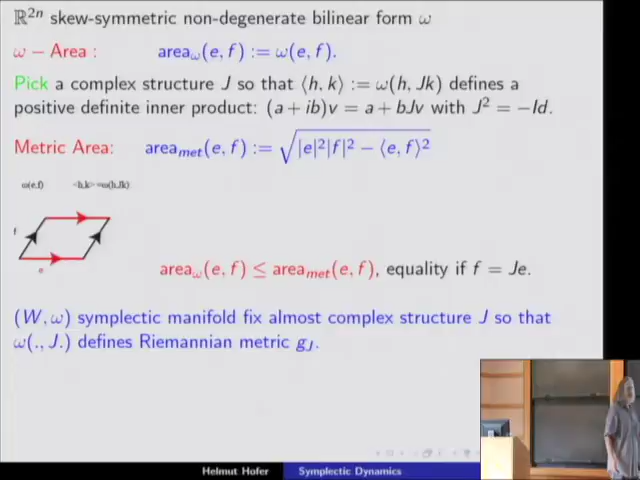 ℝ²ⁿ skew-symmetric non-degenerate bilinear form ω
ω − Area : area_ω(e, f) := ω(e, f).
Pick a complex structure J so that ⟨h, k⟩ := ω(h, Jk) defines a
positive definite inner product: (a + ib)v = a + bJv with J² = −Id.
Metric Area: area_met(e, f) := √(|e|²|f|² − ⟨e, f⟩²)
ω(e,f) <h,k>=ω(h,Jk)
f
e
area_ω(e, f) ≤ area_met(e, f), equality if f = Je.
(W, ω) symplectic manifold fix almost complex structure J so that
ω(., J.) defines Riemannian metric g_J.
Helmut Hofer Symplectic Dynamics